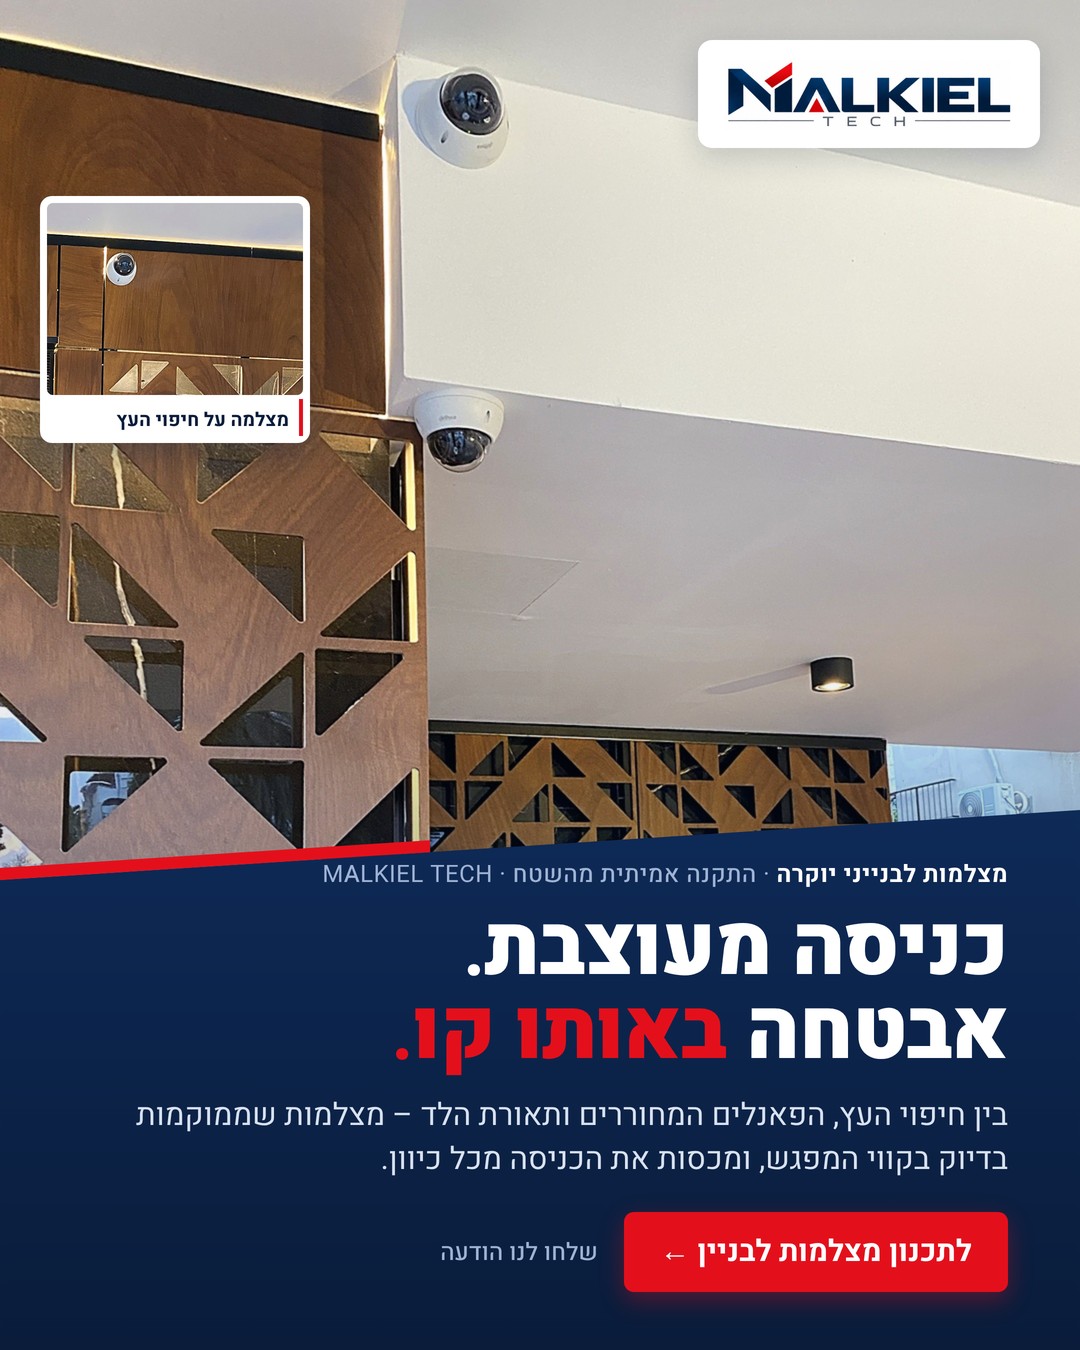 MALKIEL
TECH
מצלמה על חיפוי העץ
מצלמות לבנייני יוקרה · התקנה אמיתית מהשטח · MALKIEL TECH
כניסה מעוצבת.
אבטחה באותו קו.
בין חיפוי העץ, הפאנלים המחוררים ותאורת הלד – מצלמות שממוקמות
בדיוק בקווי המפגש, ומכסות את הכניסה מכל כיוון.
לתכנון מצלמות לבניין ←
שלחו לנו הודעה